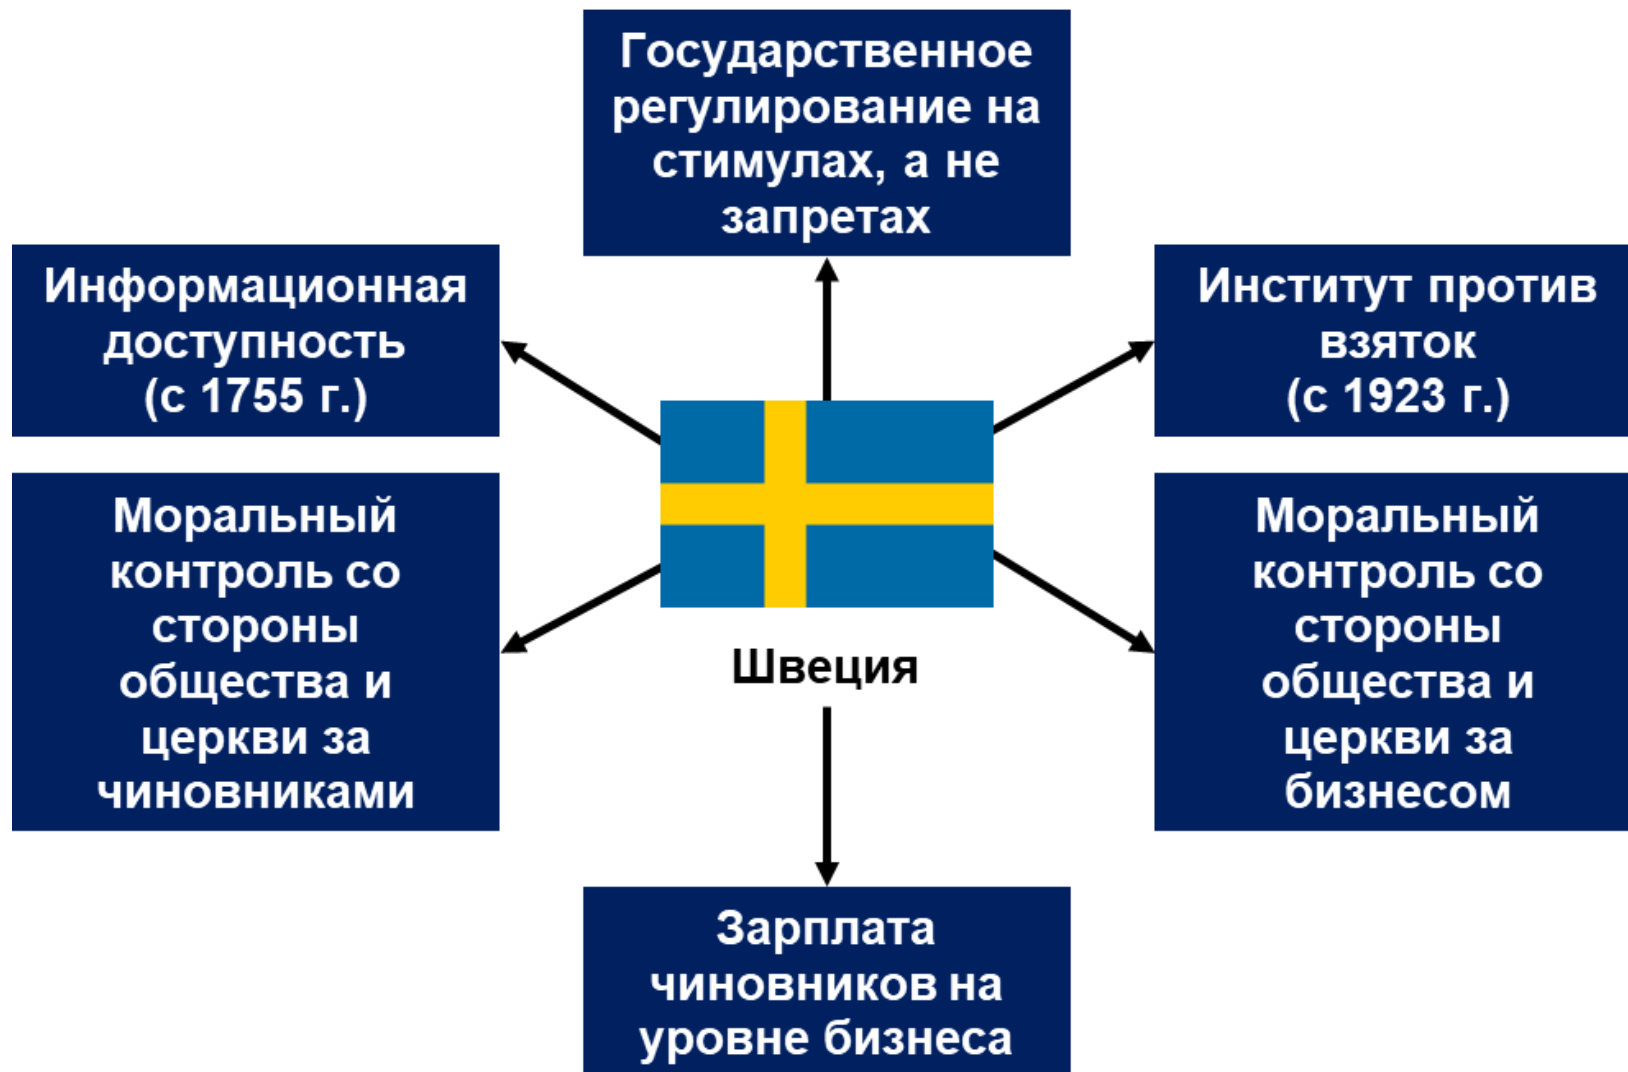 Государственное
регулирование на
стимулах, а не
запретах
Информационная
доступность
(с 1755 г.)
Институт против
взяток
(с 1923 г.)
Моральный
контроль со
стороны
общества и
церкви за
чиновниками
Швеция
Моральный
контроль со
стороны
общества и
церкви за
бизнесом
Зарплата
чиновников на
уровне бизнеса